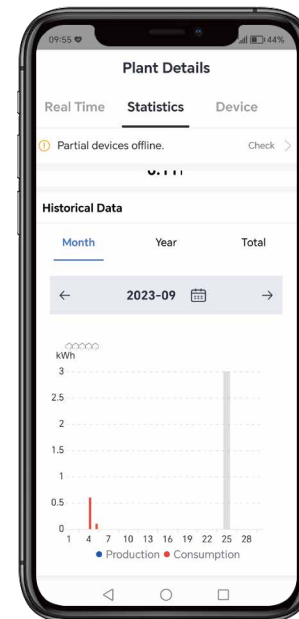 09:55
44%
Plant Details
Real Time Statistics Device
Partial devices offline. Check
Historical Data
Month Year Total
2023-09
kWh
3
2.5
2
1.5
1
0.5
0
1 4 7 10 13 16 19 22 25 28
Production Consumption